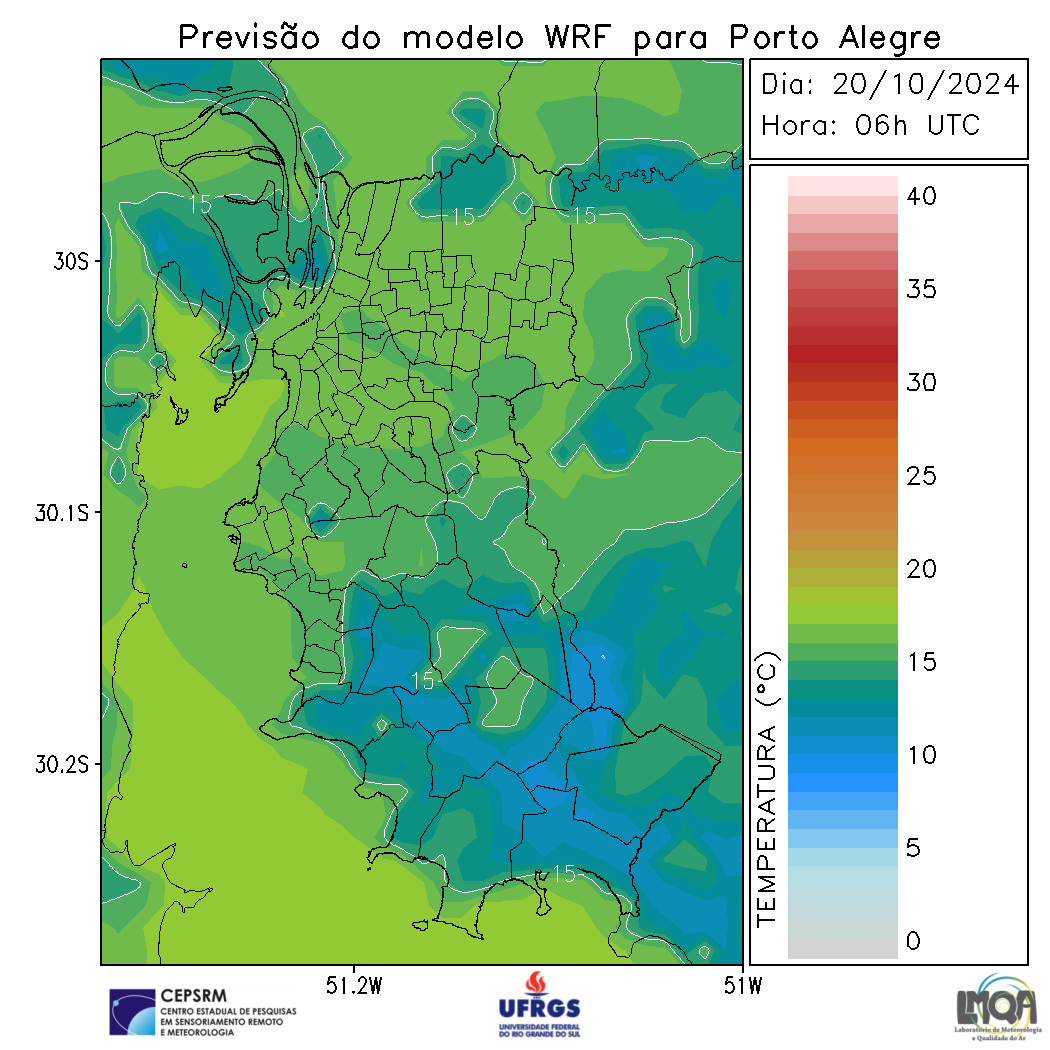 Previsão do modelo WRF para Porto Alegre
Dia: 20/10/2024
Hora: 06h UTC
30S
30.1S
30.2S
51.2W
51W
15
15
15
15
15
TEMPERATURA (°C)
40
35
30
25
20
15
10
5
0
CEPSRM
CENTRO ESTADUAL DE PESQUISAS
EM SENSORIAMENTO REMOTO
E METEOROLOGIA
UFRGS
UNIVERSIDADE FEDERAL
DO RIO GRANDE DO SUL
LMQA
Laboratório de Meteorologia
e Qualidade do Ar